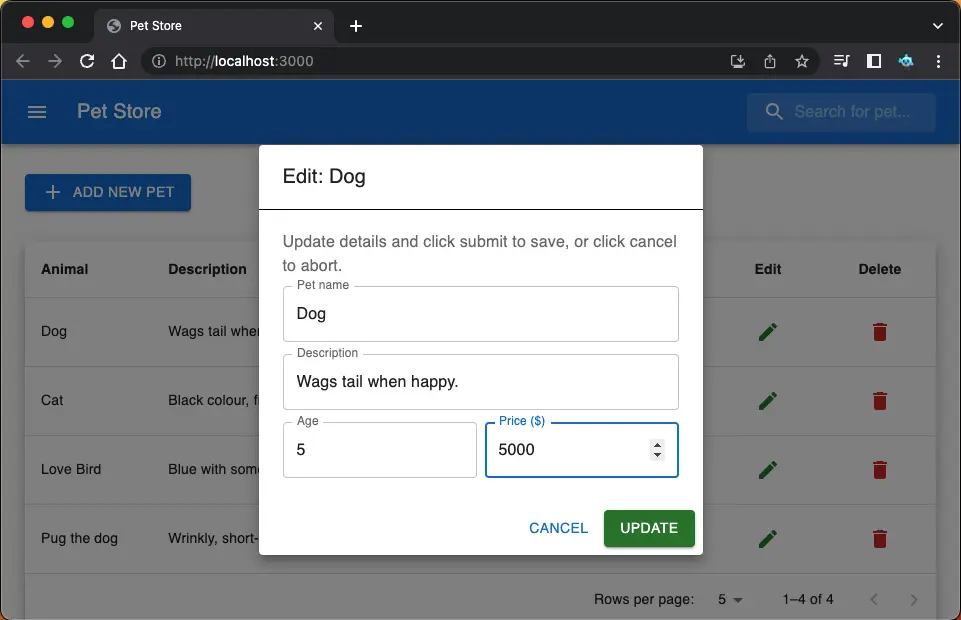 Pet Store
http://localhost:3000
Pet Store
Search for pet...
ADD NEW PET
Animal Description Edit Delete
Dog Wags tail when
Cat Black colour, f
Love Bird Blue with som
Pug the dog Wrinkly, short-
Rows per page: 5 1–4 of 4
Edit: Dog
Update details and click submit to save, or click cancel
to abort.
Pet name
Dog
Description
Wags tail when happy.
Age Price ($)
5 5000
CANCEL UPDATE